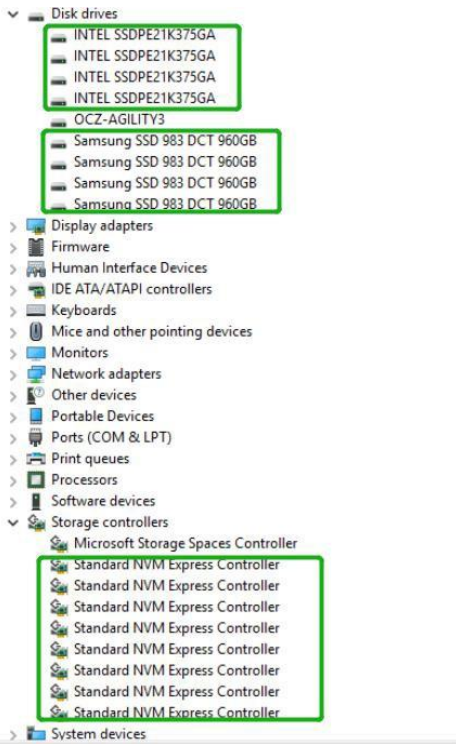 Disk drives
INTEL SSDPE21K375GA
INTEL SSDPE21K375GA
INTEL SSDPE21K375GA
INTEL SSDPE21K375GA
OCZ-AGILITY3
Samsung SSD 983 DCT 960GB
Samsung SSD 983 DCT 960GB
Samsung SSD 983 DCT 960GB
Samsung SSD 983 DCT 960GB
Display adapters
Firmware
Human Interface Devices
IDE ATA/ATAPI controllers
Keyboards
Mice and other pointing devices
Monitors
Network adapters
Other devices
Portable Devices
Ports (COM & LPT)
Print queues
Processors
Software devices
Storage controllers
Microsoft Storage Spaces Controller
Standard NVM Express Controller
Standard NVM Express Controller
Standard NVM Express Controller
Standard NVM Express Controller
Standard NVM Express Controller
Standard NVM Express Controller
Standard NVM Express Controller
Standard NVM Express Controller
System devices